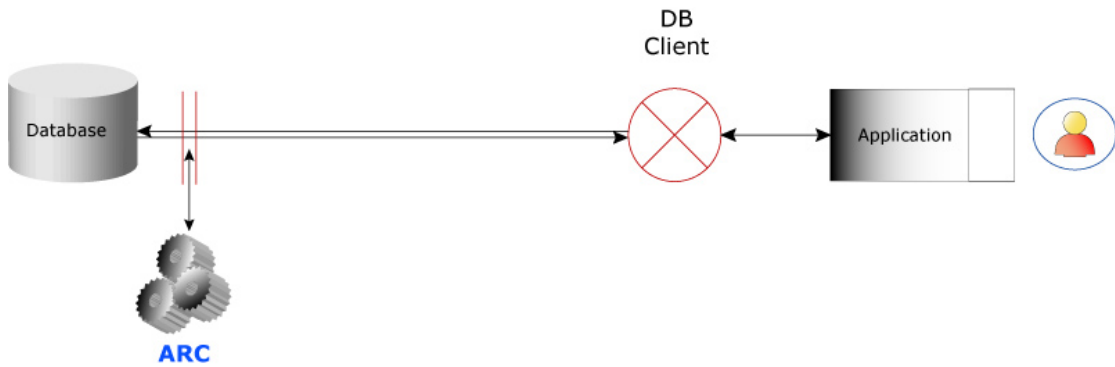 DB
Client
Database
Application
ARC